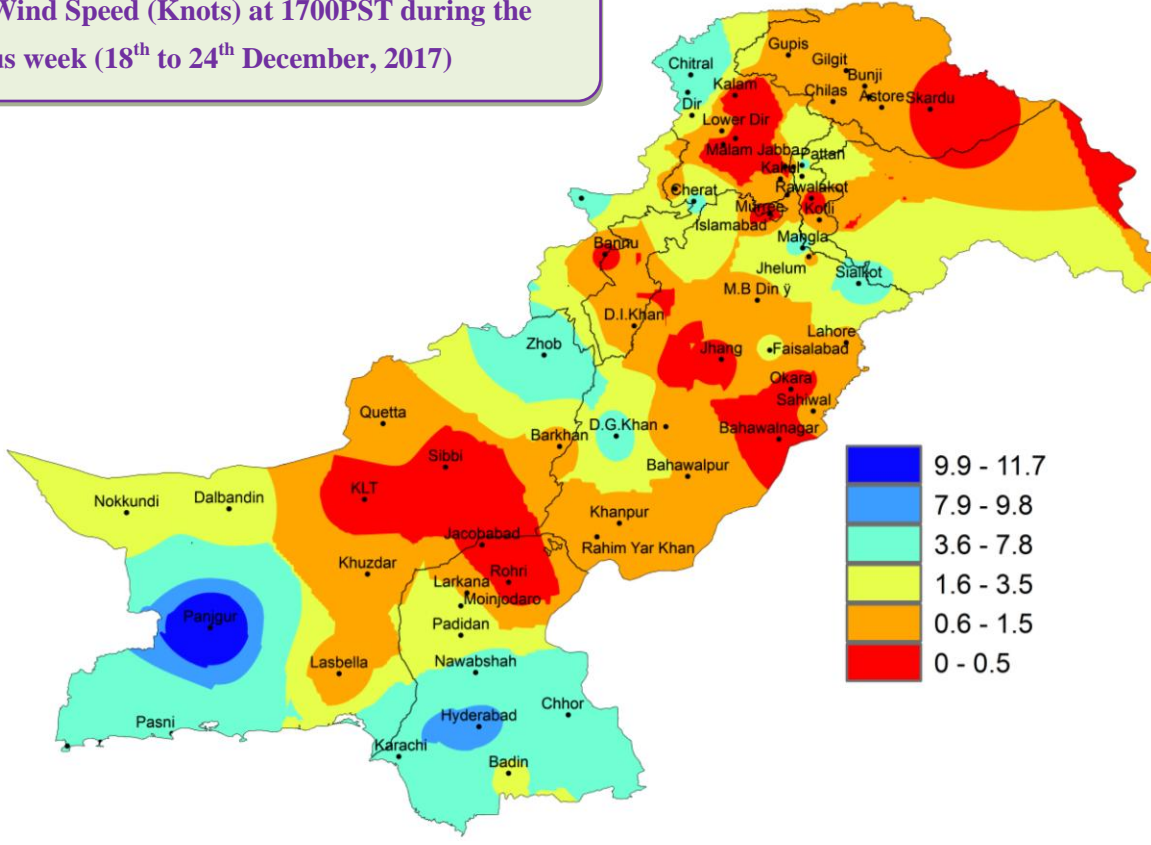 Wind Speed (Knots) at 1700PST during the
us week (18th to 24th December, 2017)
Gupis
Gilgit
Chitral
Bunji
Kalam
Chilas
Astore
Skardu
Dir
Lower Dir
Malam Jabba
Pattan
Cherat
Rawalakot
Murree
Kotli
Islamabad
Mangla
Bannu
Jhelum
Sialkot
M.B Din ÿ
D.I.Khan
Lahore
Zhob
Jhang
Faisalabad
Okara
Sahiwal
Quetta
D.G.Khan
Bahawalnagar
Barkhan
Sibbi
Bahawalpur
KLT
Nokkundi
Dalbandin
Khanpur
Jacobabad
Rahim Yar Khan
Khuzdar
Rohri
Larkana
Moinjodaro
Panjgur
Padidan
Lasbella
Nawabshah
Chhor
Pasni
Hyderabad
Karachi
Badin
9.9 - 11.7
7.9 - 9.8
3.6 - 7.8
1.6 - 3.5
0.6 - 1.5
0 - 0.5